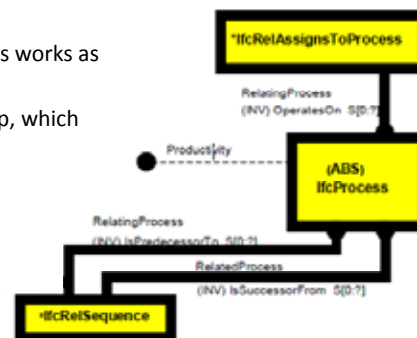 s works as
p, which
*IfcRelAssignsToProcess
RelatingProcess
(INV) OperatesOn S[0:?]
Productivity
(ABS)
IfcProcess
RelatingProcess
(INV) IsPredecessorTo S[0:?]
RelatedProcess
(INV) IsSuccessorFrom S[0:?]
*IfcRelSequence